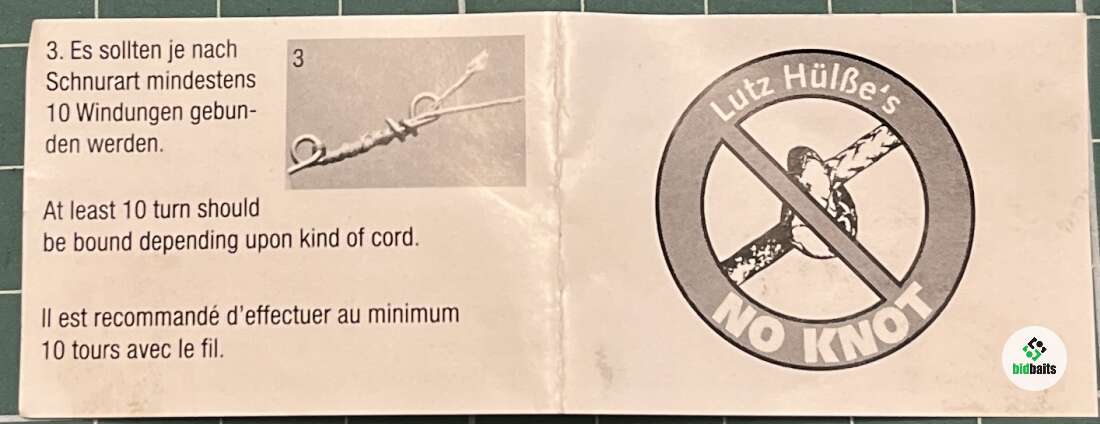 3. Es sollten je nach
Schnurart mindestens
10 Windungen gebun-
den werden.
3
At least 10 turn should
be bound depending upon kind of cord.
Il est recommandé d'effectuer au minimum
10 tours avec le fil.
Lutz Hülße's
NO KNOT
bidbaits